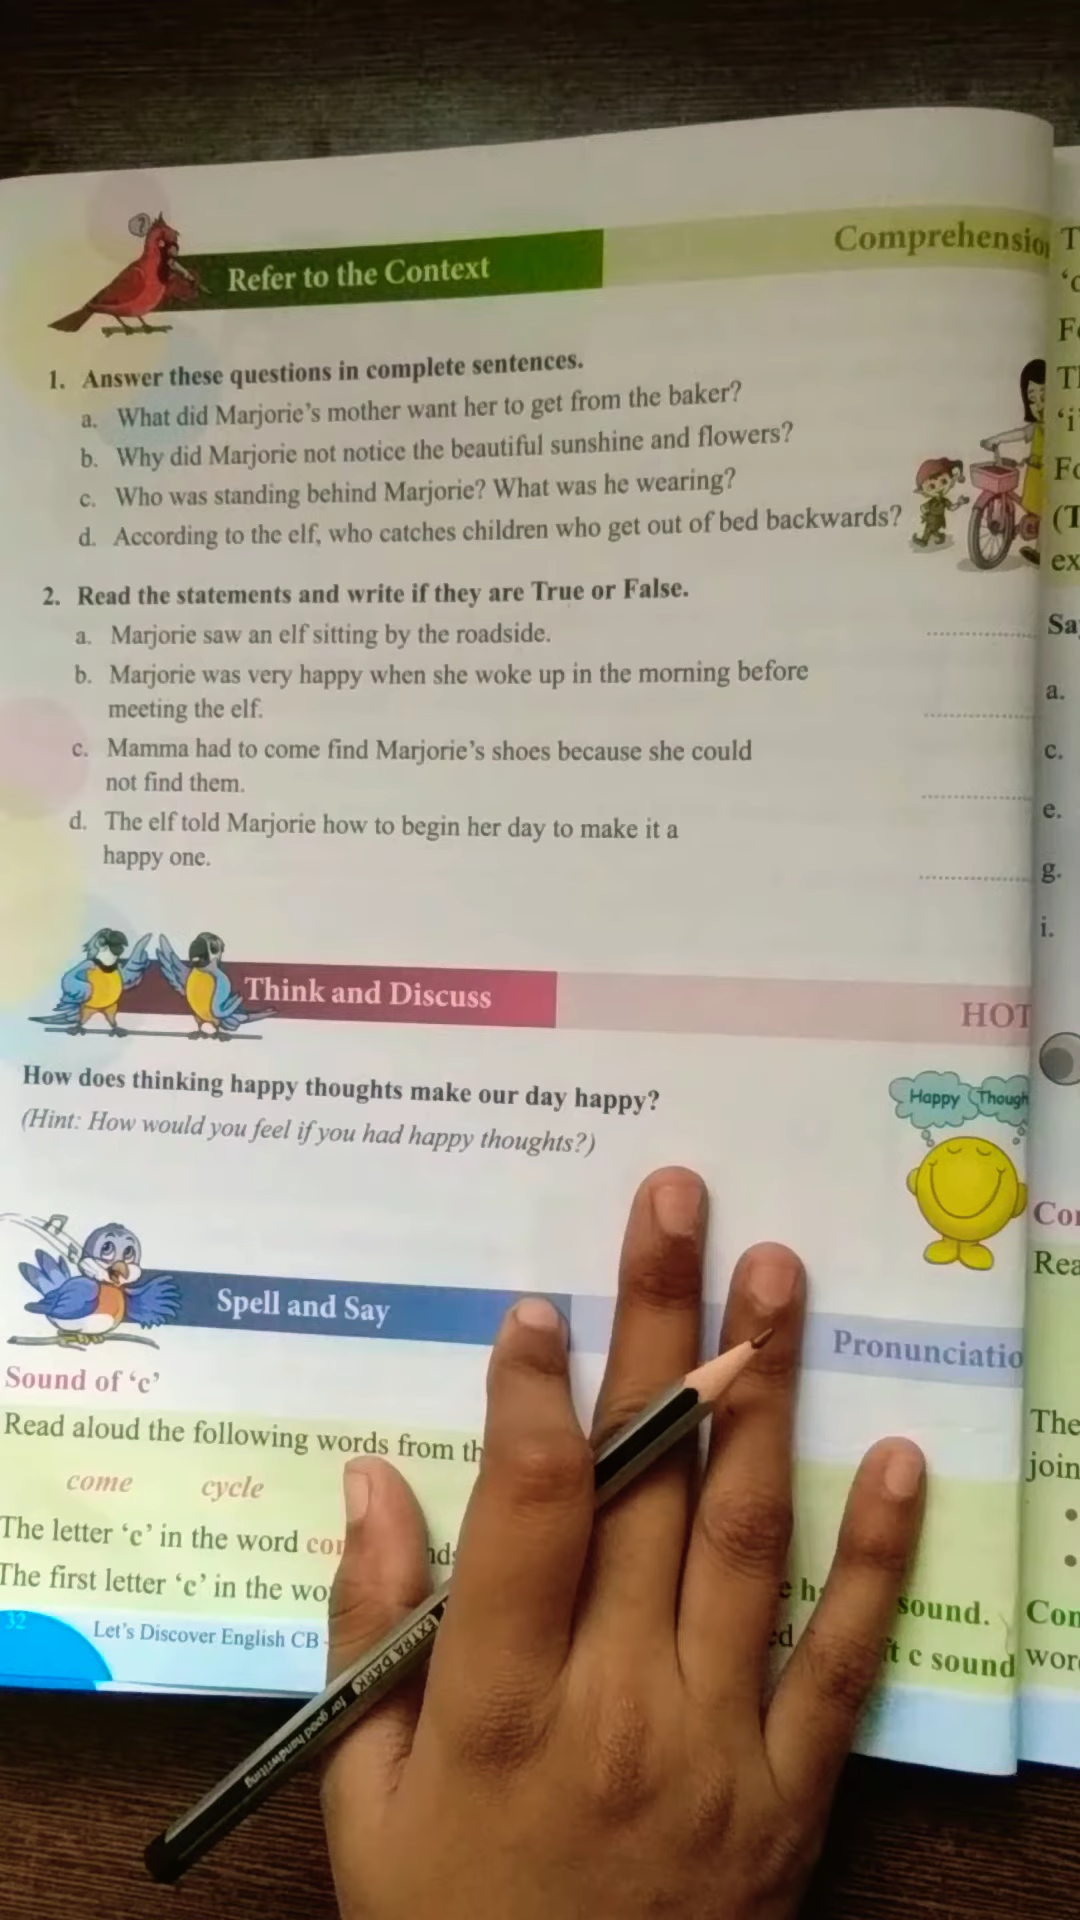 Refer to the Context
Comprehensio
1. Answer these questions in complete sentences.
a. What did Marjorie's mother want her to get from the baker?
b. Why did Marjorie not notice the beautiful sunshine and flowers?
c. Who was standing behind Marjorie? What was he wearing?
d. According to the elf, who catches children who get out of bed backwards?
2. Read the statements and write if they are True or False.
a. Marjorie saw an elf sitting by the roadside.
b. Marjorie was very happy when she woke up in the morning before
meeting the elf.
c. Mamma had to come find Marjorie's shoes because she could
not find them.
d. The elf told Marjorie how to begin her day to make it a
happy one.
Think and Discuss
HOT
How does thinking happy thoughts make our day happy?
(Hint: How would you feel if you had happy thoughts?)
Happy Though
Spell and Say
Pronunciatio
Sound of 'c'
Read aloud the following words from th
come cycle
The letter 'c' in the word
The first letter 'c' in the
sound.
c sound
32
Let's Discover English CB
EXTRA DARK
for good handwriting
Sa
a.
c.
e.
g.
i.
The
join